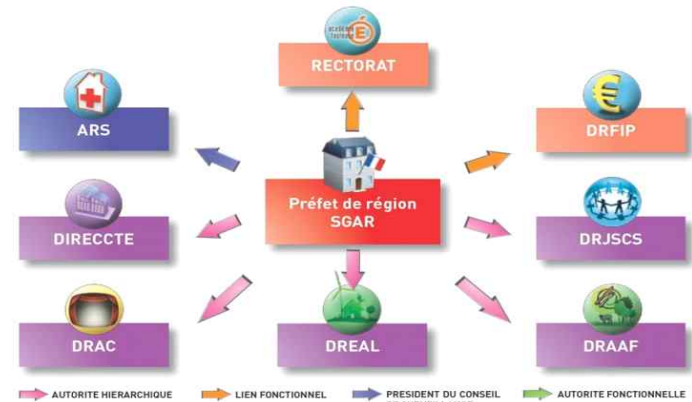 académie
RECTORAT
ARS
DRFIP
Préfet de région
SGAR
DIRECCTE
DRJSCS
DRAC
DREAL
DRAAF
AUTORITE HIERARCHIQUE
LIEN FONCTIONNEL
PRESIDENT DU CONSEIL
AUTORITE FONCTIONNELLE